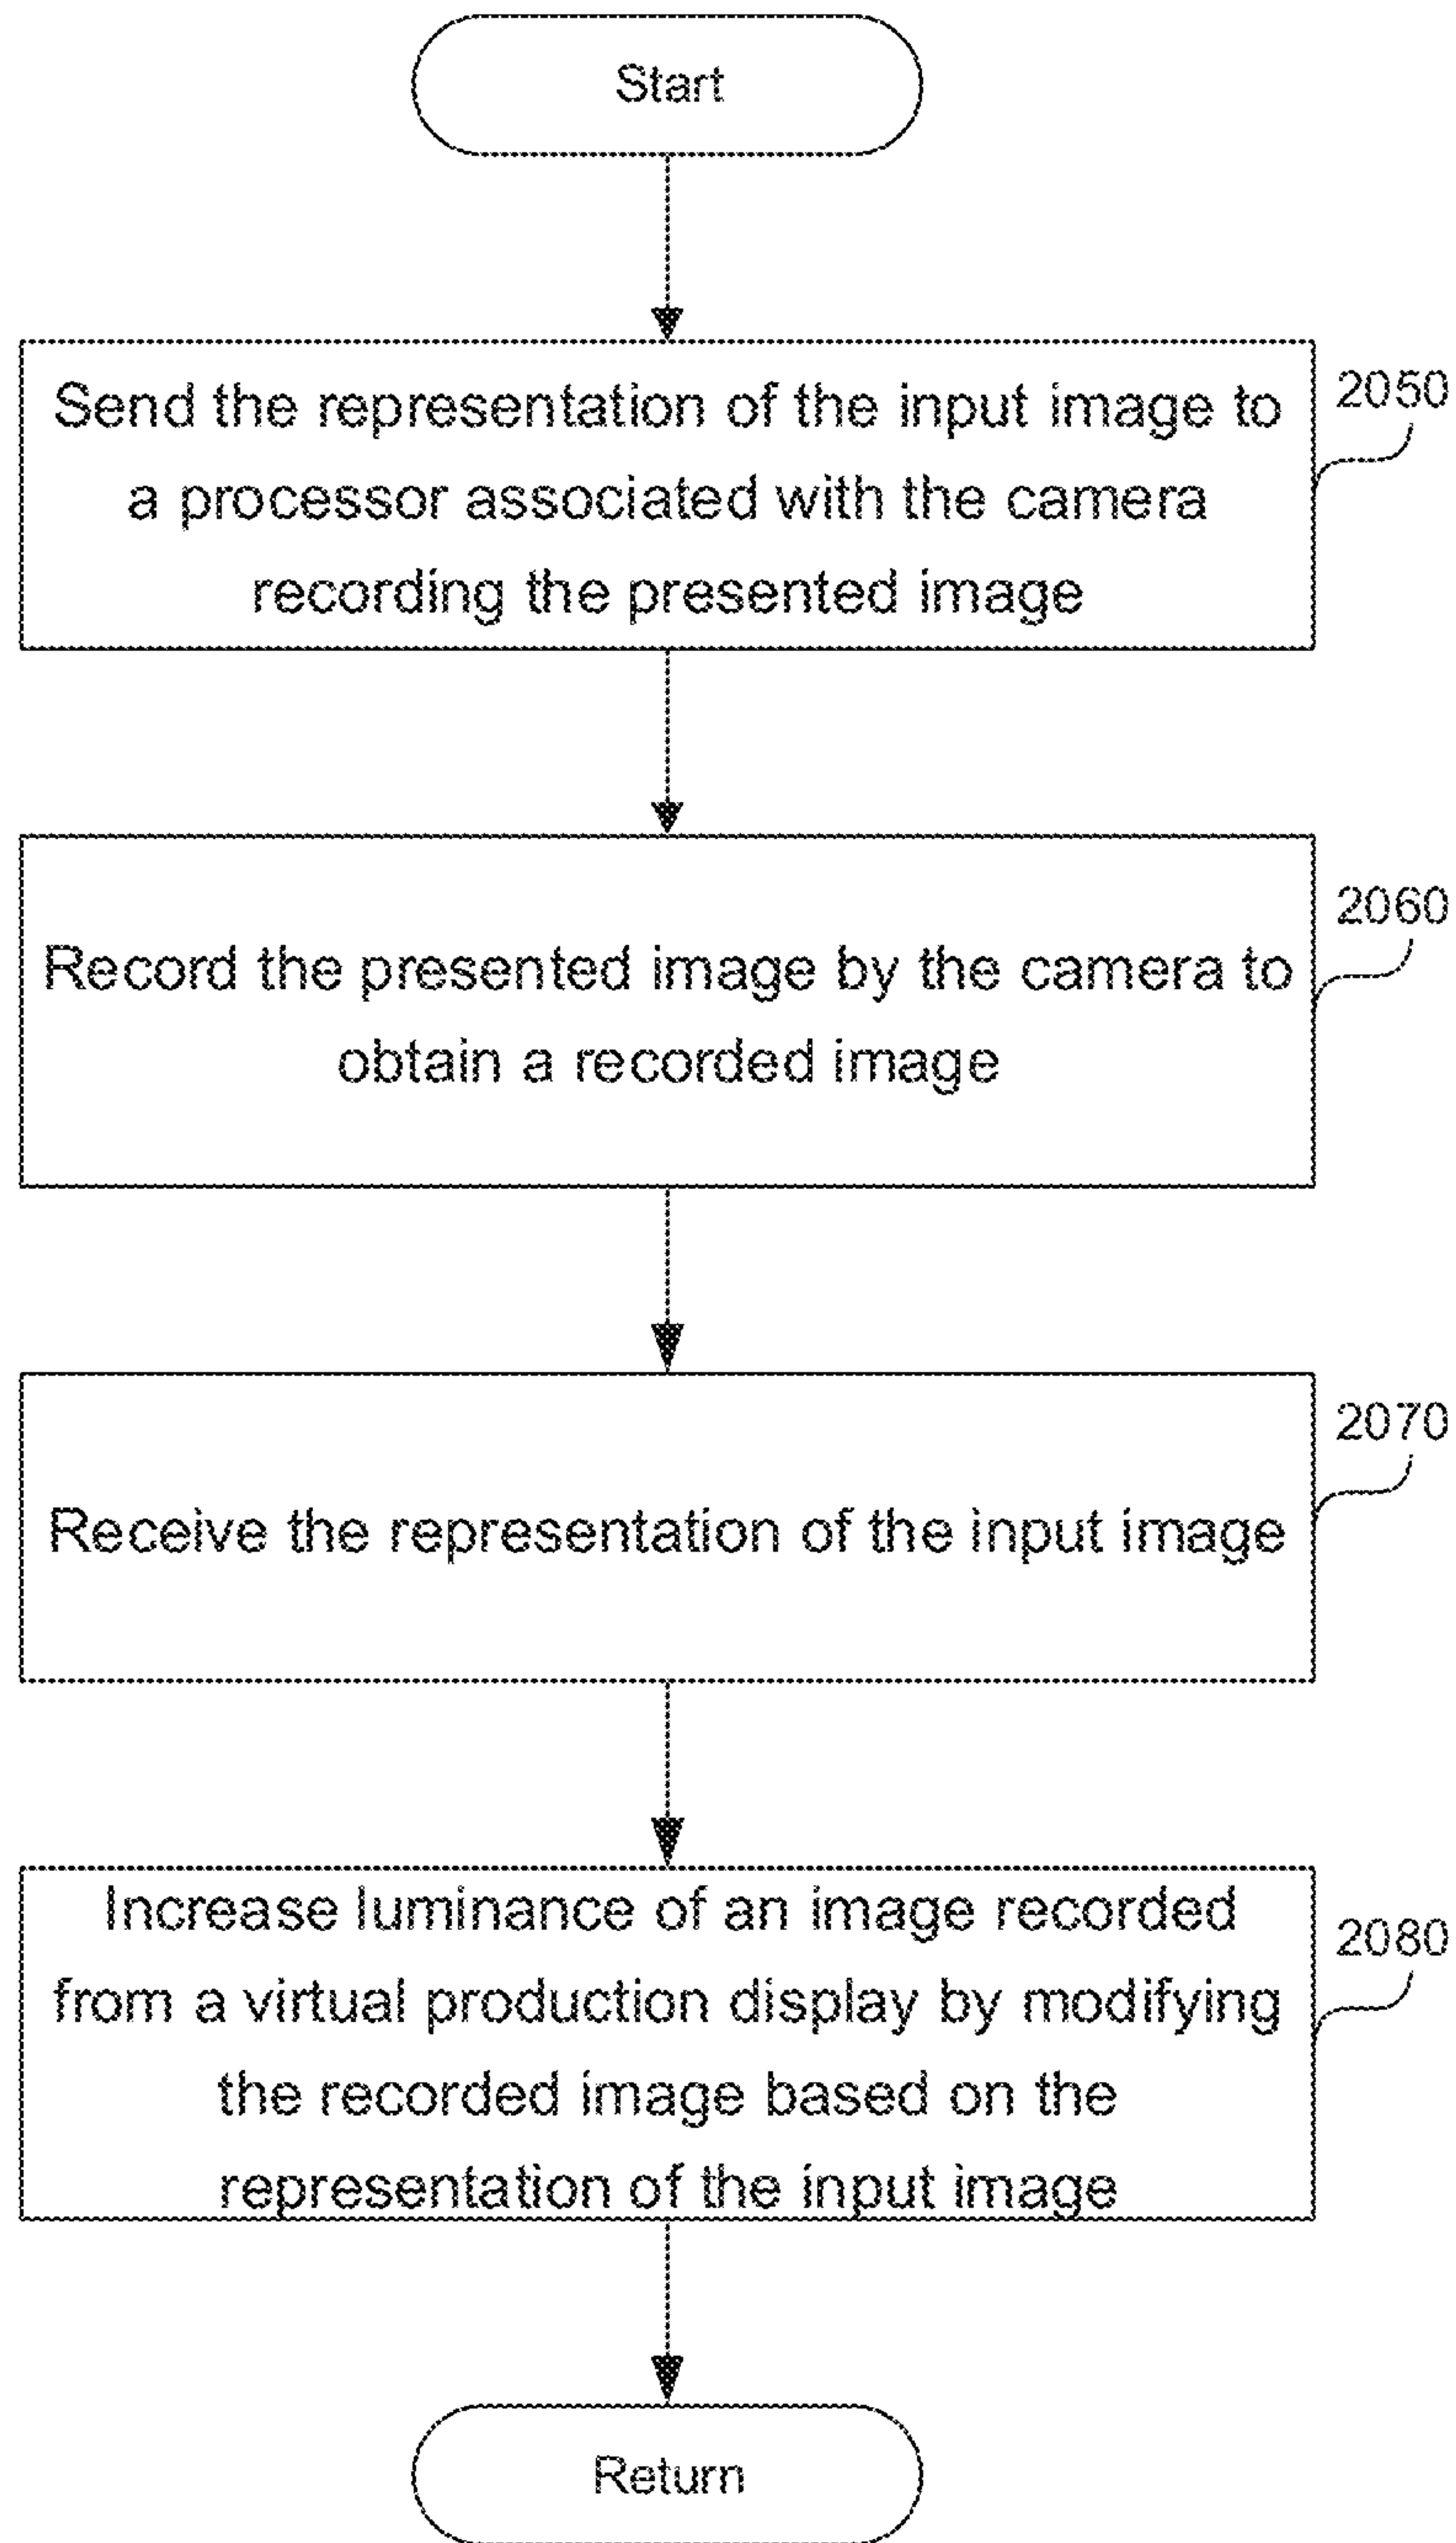 Start
Send the representation of the input image to
a processor associated with the camera
recording the presented image
2050
Record the presented image by the camera to
obtain a recorded image
2060
Receive the representation of the input image
2070
Increase luminance of an image recorded
from a virtual production display by modifying
the recorded image based on the
representation of the input image
2080
Return